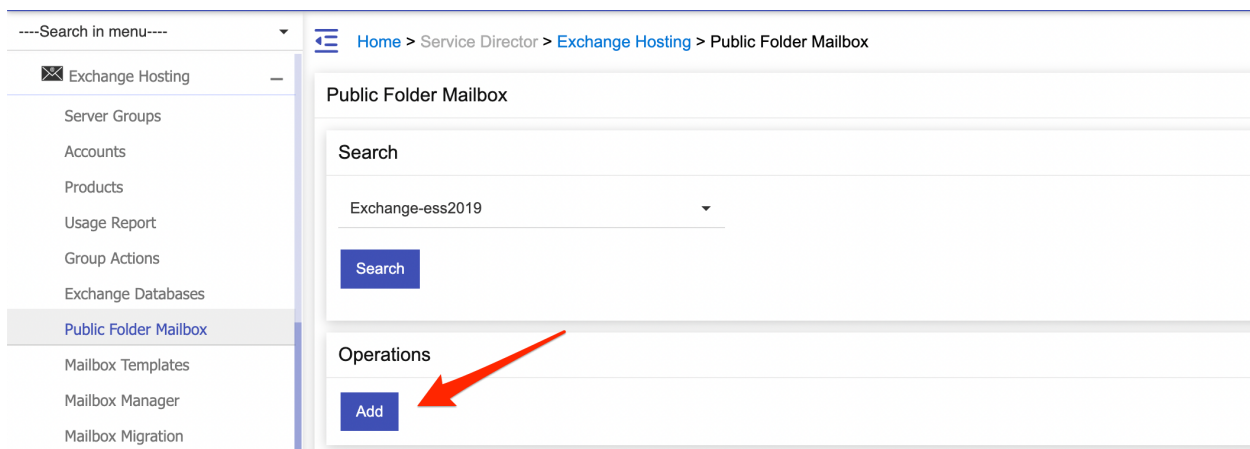 ----Search in menu----
Home > Service Director > Exchange Hosting > Public Folder Mailbox
Exchange Hosting
Server Groups
Accounts
Products
Usage Report
Group Actions
Exchange Databases
Public Folder Mailbox
Mailbox Templates
Mailbox Manager
Mailbox Migration
Public Folder Mailbox
Search
Exchange-ess2019
Search
Operations
Add